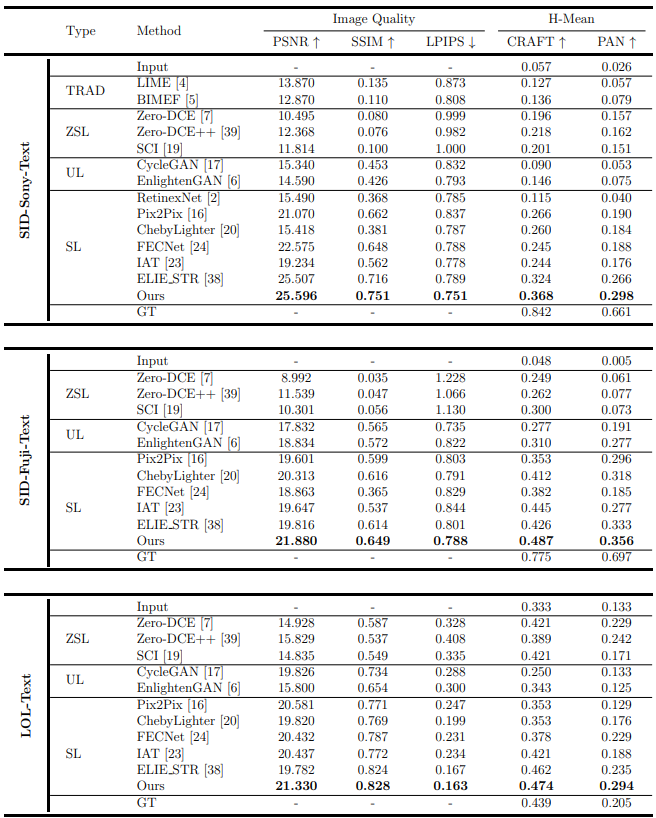 Type Method Image Quality H-Mean
PSNR ↑ SSIM ↑ LPIPS ↓ CRAFT ↑ PAN ↑
SID-Sony-Text
Input - - - 0.057 0.026
TRAD
LIME [4] 13.870 0.135 0.873 0.127 0.057
BIMEF [5] 12.870 0.110 0.808 0.136 0.079
ZSL
Zero-DCE [7] 10.495 0.080 0.999 0.196 0.157
Zero-DCE++ [39] 12.368 0.076 0.982 0.218 0.162
SCI [19] 11.814 0.100 1.000 0.201 0.151
UL
CycleGAN [17] 15.340 0.453 0.832 0.090 0.053
EnlightenGAN [6] 14.590 0.426 0.793 0.146 0.075
SL
RetinexNet [2] 15.490 0.368 0.785 0.115 0.040
Pix2Pix [16] 21.070 0.662 0.837 0.266 0.190
ChebyLighter [20] 15.418 0.381 0.787 0.260 0.184
FECNet [24] 22.575 0.648 0.788 0.245 0.188
IAT [23] 19.234 0.562 0.778 0.244 0.176
ELIE_STR [38] 25.507 0.716 0.789 0.324 0.266
Ours 25.596 0.751 0.751 0.368 0.298
GT - - - 0.842 0.661
SID-Fuji-Text
Input - - - 0.048 0.005
ZSL
Zero-DCE [7] 8.992 0.035 1.228 0.249 0.061
Zero-DCE++ [39] 11.539 0.047 1.066 0.262 0.077
SCI [19] 10.301 0.056 1.130 0.300 0.073
UL
CycleGAN [17] 17.832 0.565 0.735 0.277 0.191
EnlightenGAN [6] 18.834 0.572 0.822 0.310 0.277
SL
Pix2Pix [16] 19.601 0.599 0.803 0.353 0.296
ChebyLighter [20] 20.313 0.616 0.791 0.412 0.318
FECNet [24] 18.863 0.365 0.829 0.382 0.185
IAT [23] 19.647 0.537 0.844 0.445 0.277
ELIE_STR [38] 19.816 0.614 0.801 0.426 0.333
Ours 21.880 0.649 0.788 0.487 0.356
GT - - - 0.775 0.697
LOL-Text
Input - - - 0.333 0.133
ZSL
Zero-DCE [7] 14.928 0.587 0.328 0.421 0.229
Zero-DCE++ [39] 15.829 0.537 0.408 0.389 0.242
SCI [19] 14.835 0.549 0.335 0.421 0.171
UL
CycleGAN [17] 19.826 0.734 0.288 0.250 0.133
EnlightenGAN [6] 15.800 0.654 0.300 0.343 0.125
SL
Pix2Pix [16] 20.581 0.771 0.247 0.353 0.129
ChebyLighter [20] 19.820 0.769 0.199 0.353 0.176
FECNet [24] 20.432 0.787 0.231 0.378 0.229
IAT [23] 20.437 0.772 0.234 0.421 0.188
ELIE_STR [38] 19.782 0.824 0.167 0.462 0.235
Ours 21.330 0.828 0.163 0.474 0.294
GT - - - 0.439 0.205